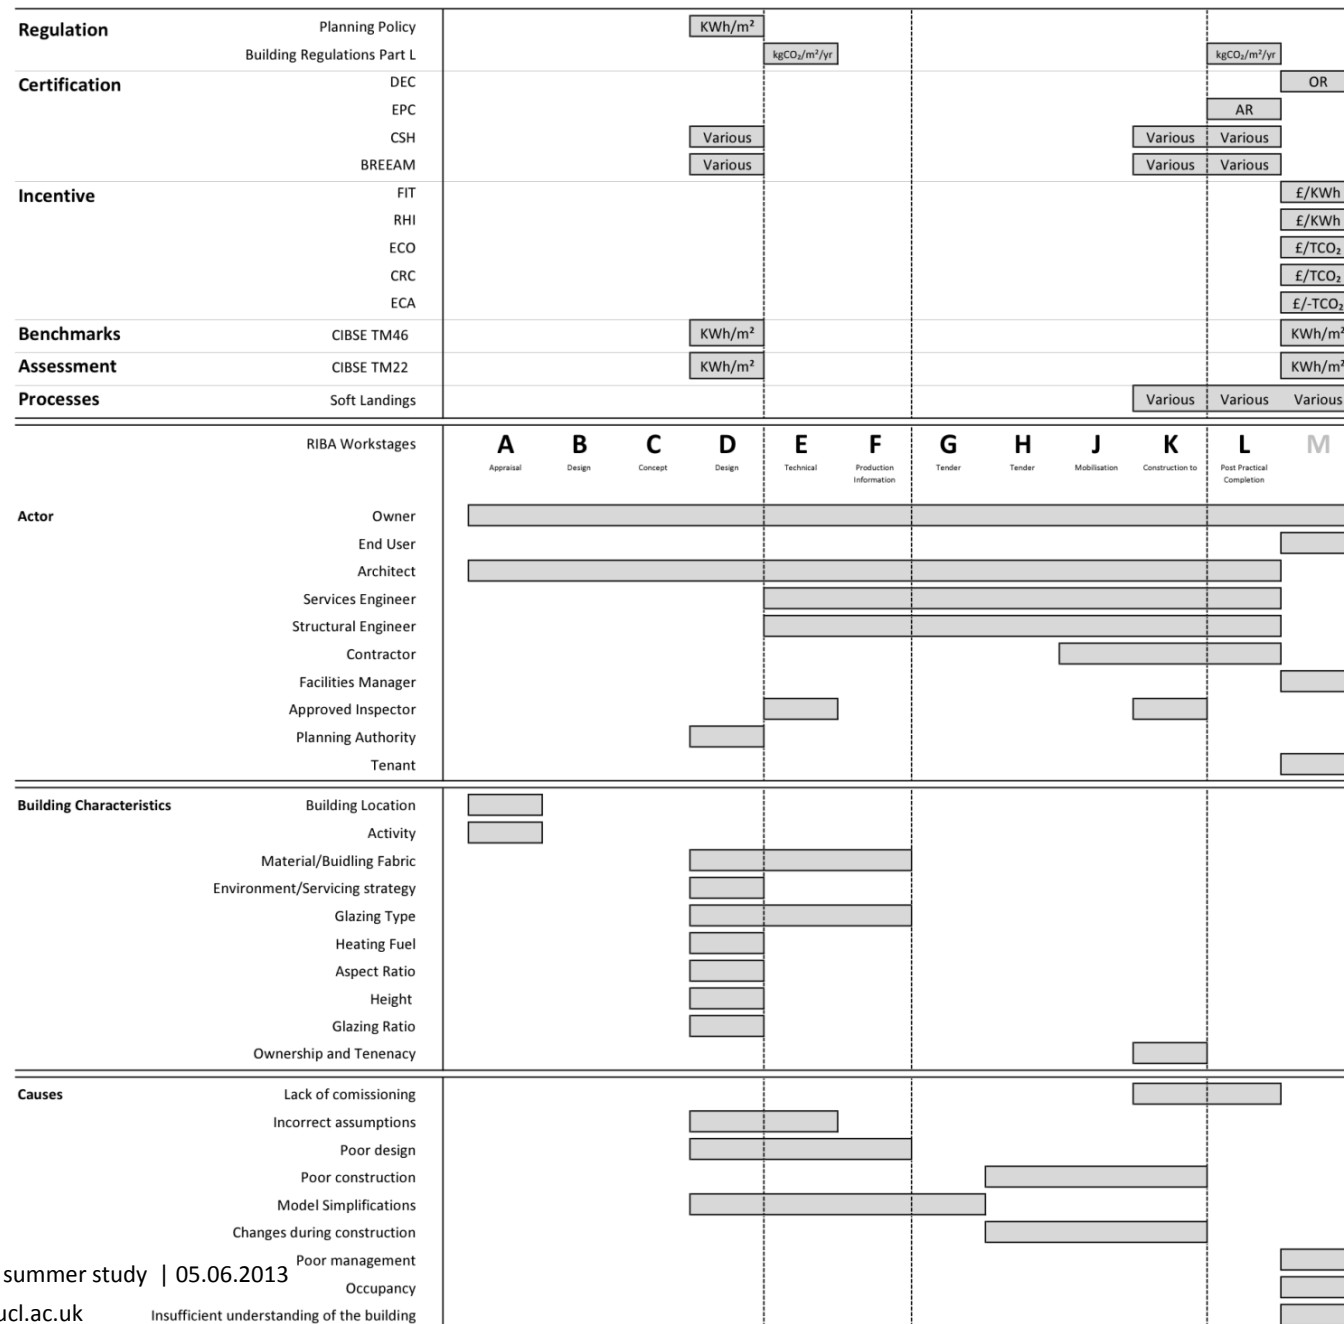 Regulation Planning Policy KWh/m²
Building Regulations Part L kgCO₂/m²/yr kgCO₂/m²/yr
Certification DEC OR
EPC AR
CSH Various Various Various
BREEAM Various Various Various
Incentive FIT £/KWh
RHI £/KWh
ECO £/TCO₂
CRC £/TCO₂
ECA £/-TCO₂
Benchmarks CIBSE TM46 KWh/m² KWh/m²
Assessment CIBSE TM22 KWh/m² KWh/m²
Processes Soft Landings Various Various Various
RIBA Workstages A B C D E F G H J K L M
Appraisal Design Concept Design Technical Production Tender Tender Mobilisation Construction to Post Practical
Information Completion
Actor Owner
End User
Architect
Services Engineer
Structural Engineer
Contractor
Facilities Manager
Approved Inspector
Planning Authority
Tenant
Building Characteristics Building Location
Activity
Material/Buidling Fabric
Environment/Servicing strategy
Glazing Type
Heating Fuel
Aspect Ratio
Height
Glazing Ratio
Ownership and Tenenacy
Causes Lack of comissioning
Incorrect assumptions
Poor design
Poor construction
Model Simplifications
Changes during construction
Poor management
summer study | 05.06.2013
Occupancy
ucl.ac.uk Insufficient understanding of the building